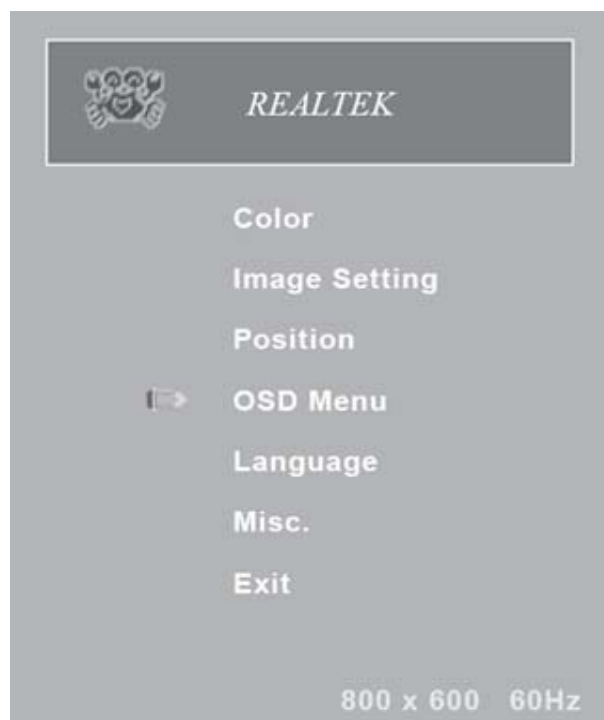 REALTEK
Color
Image Setting
Position
OSD Menu
Language
Misc.
Exit
800 x 600 60Hz